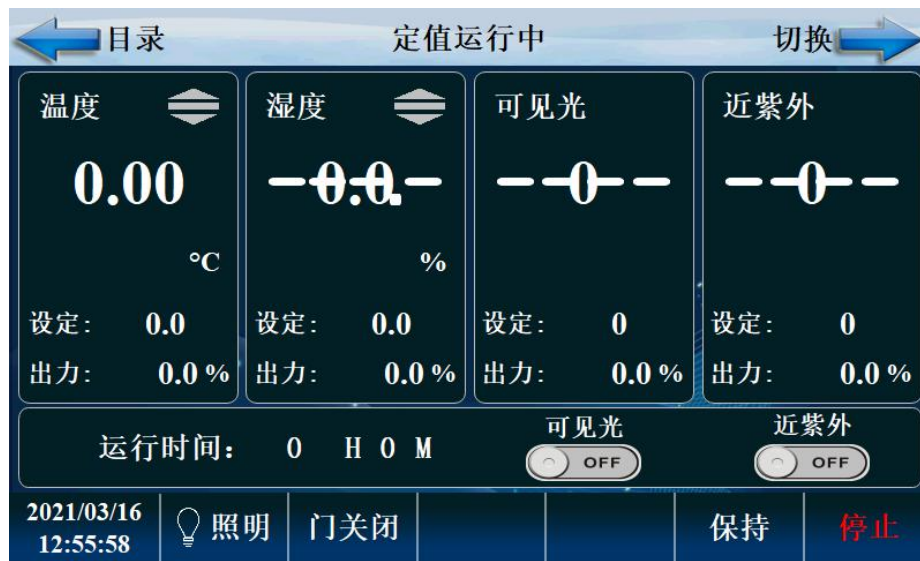 目录
定值运行中
切换
温度
湿度
可见光
近紫外
0.00
0.0.
0
0
℃
%
设定: 0.0
设定: 0.0
设定: 0
设定: 0
出力: 0.0 %
出力: 0.0 %
出力: 0.0 %
出力: 0.0 %
运行时间: 0 H 0 M
可见光
OFF
近紫外
OFF
2021/03/16
12:55:58
照明
门关闭
保持
停止